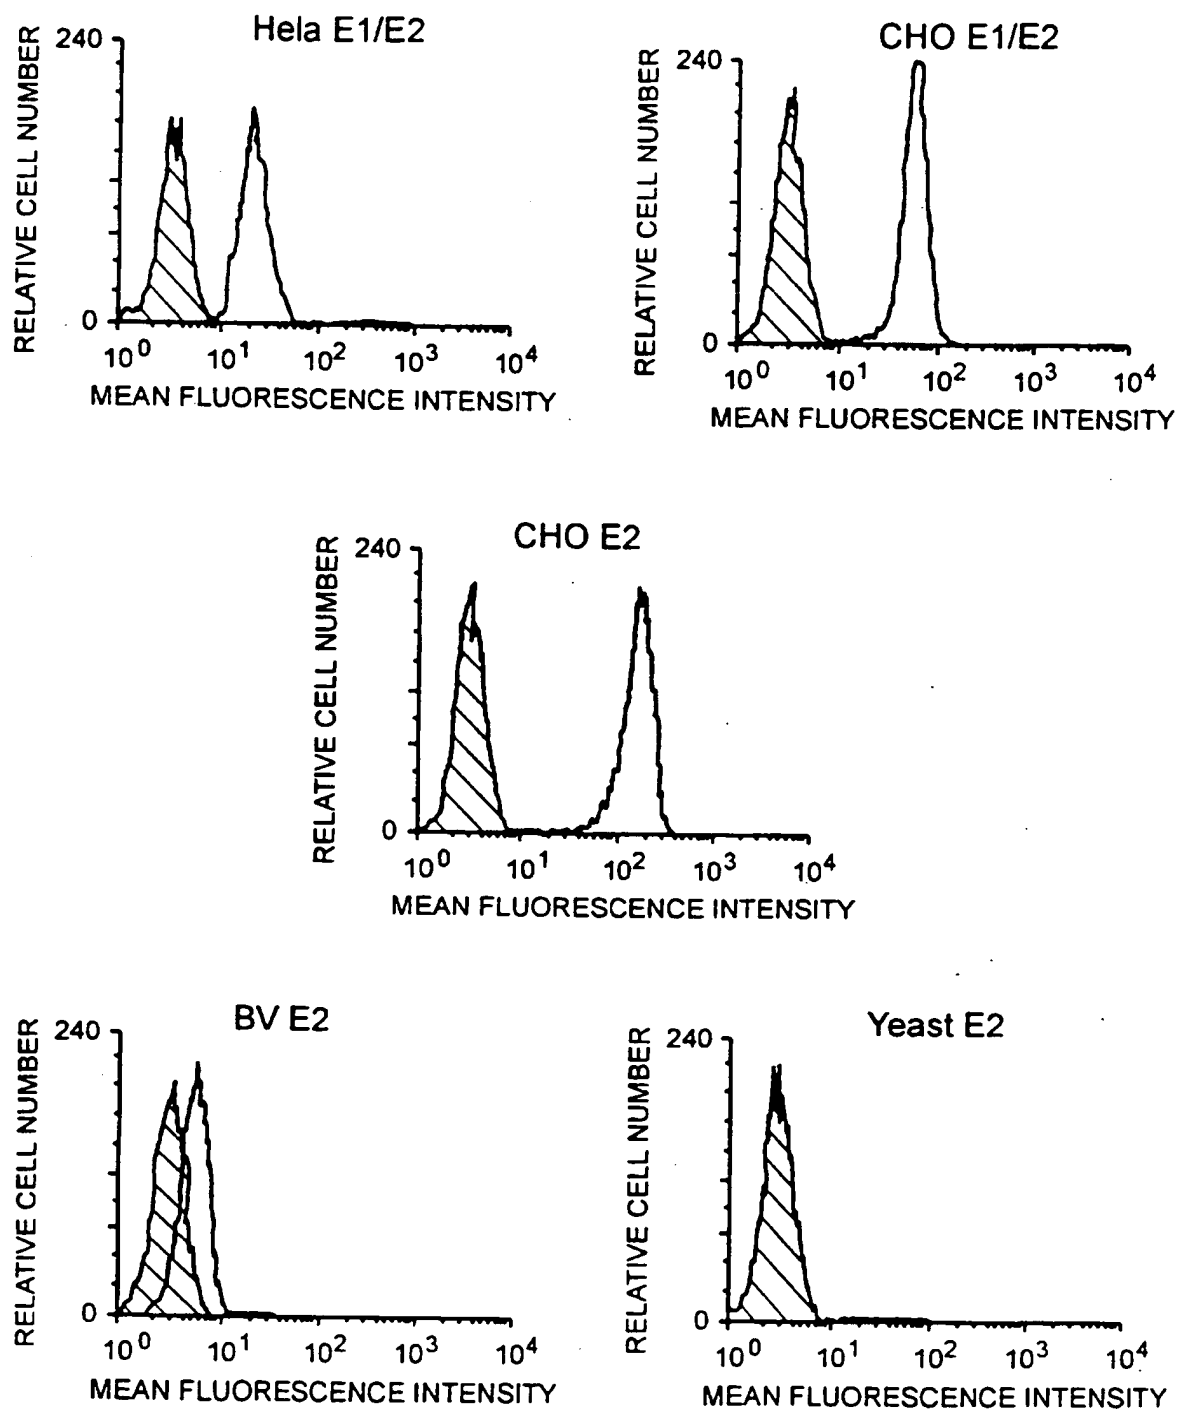 Hela E1/E2
240
RELATIVE CELL NUMBER
0
10^0 10^1 10^2 10^3 10^4
MEAN FLUORESCENCE INTENSITY
CHO E1/E2
240
RELATIVE CELL NUMBER
0
10^0 10^1 10^2 10^3 10^4
MEAN FLUORESCENCE INTENSITY
CHO E2
240
RELATIVE CELL NUMBER
0
10^0 10^1 10^2 10^3 10^4
MEAN FLUORESCENCE INTENSITY
BV E2
240
RELATIVE CELL NUMBER
0
10^0 10^1 10^2 10^3 10^4
MEAN FLUORESCENCE INTENSITY
Yeast E2
240
RELATIVE CELL NUMBER
0
10^0 10^1 10^2 10^3 10^4
MEAN FLUORESCENCE INTENSITY